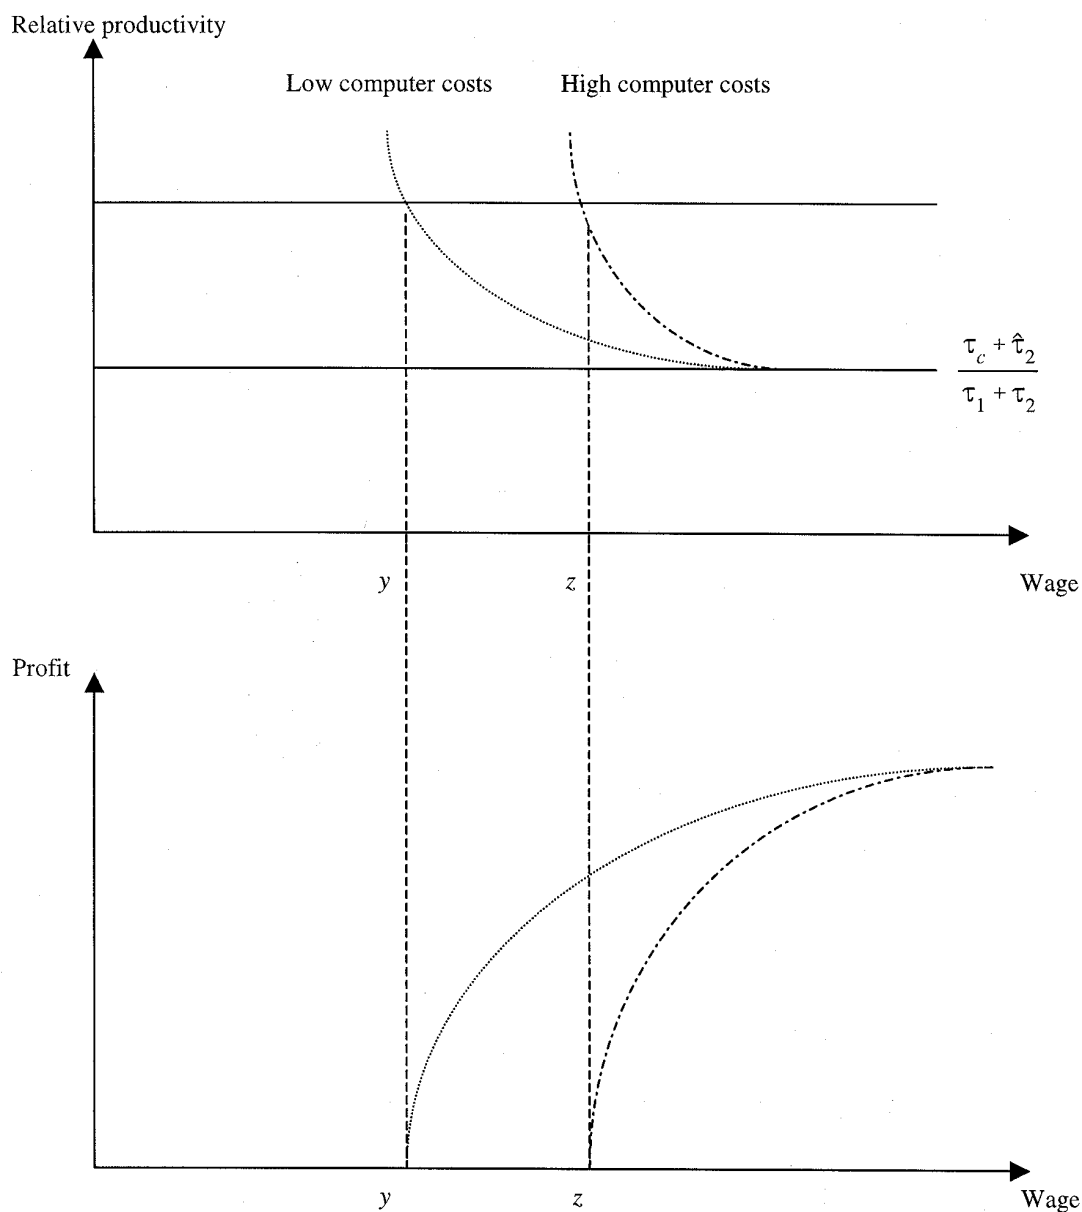 Relative productivity
Low computer costs
High computer costs
τ_c + τ̂_2
τ_1 + τ_2
y
z
Wage
Profit
y
z
Wage